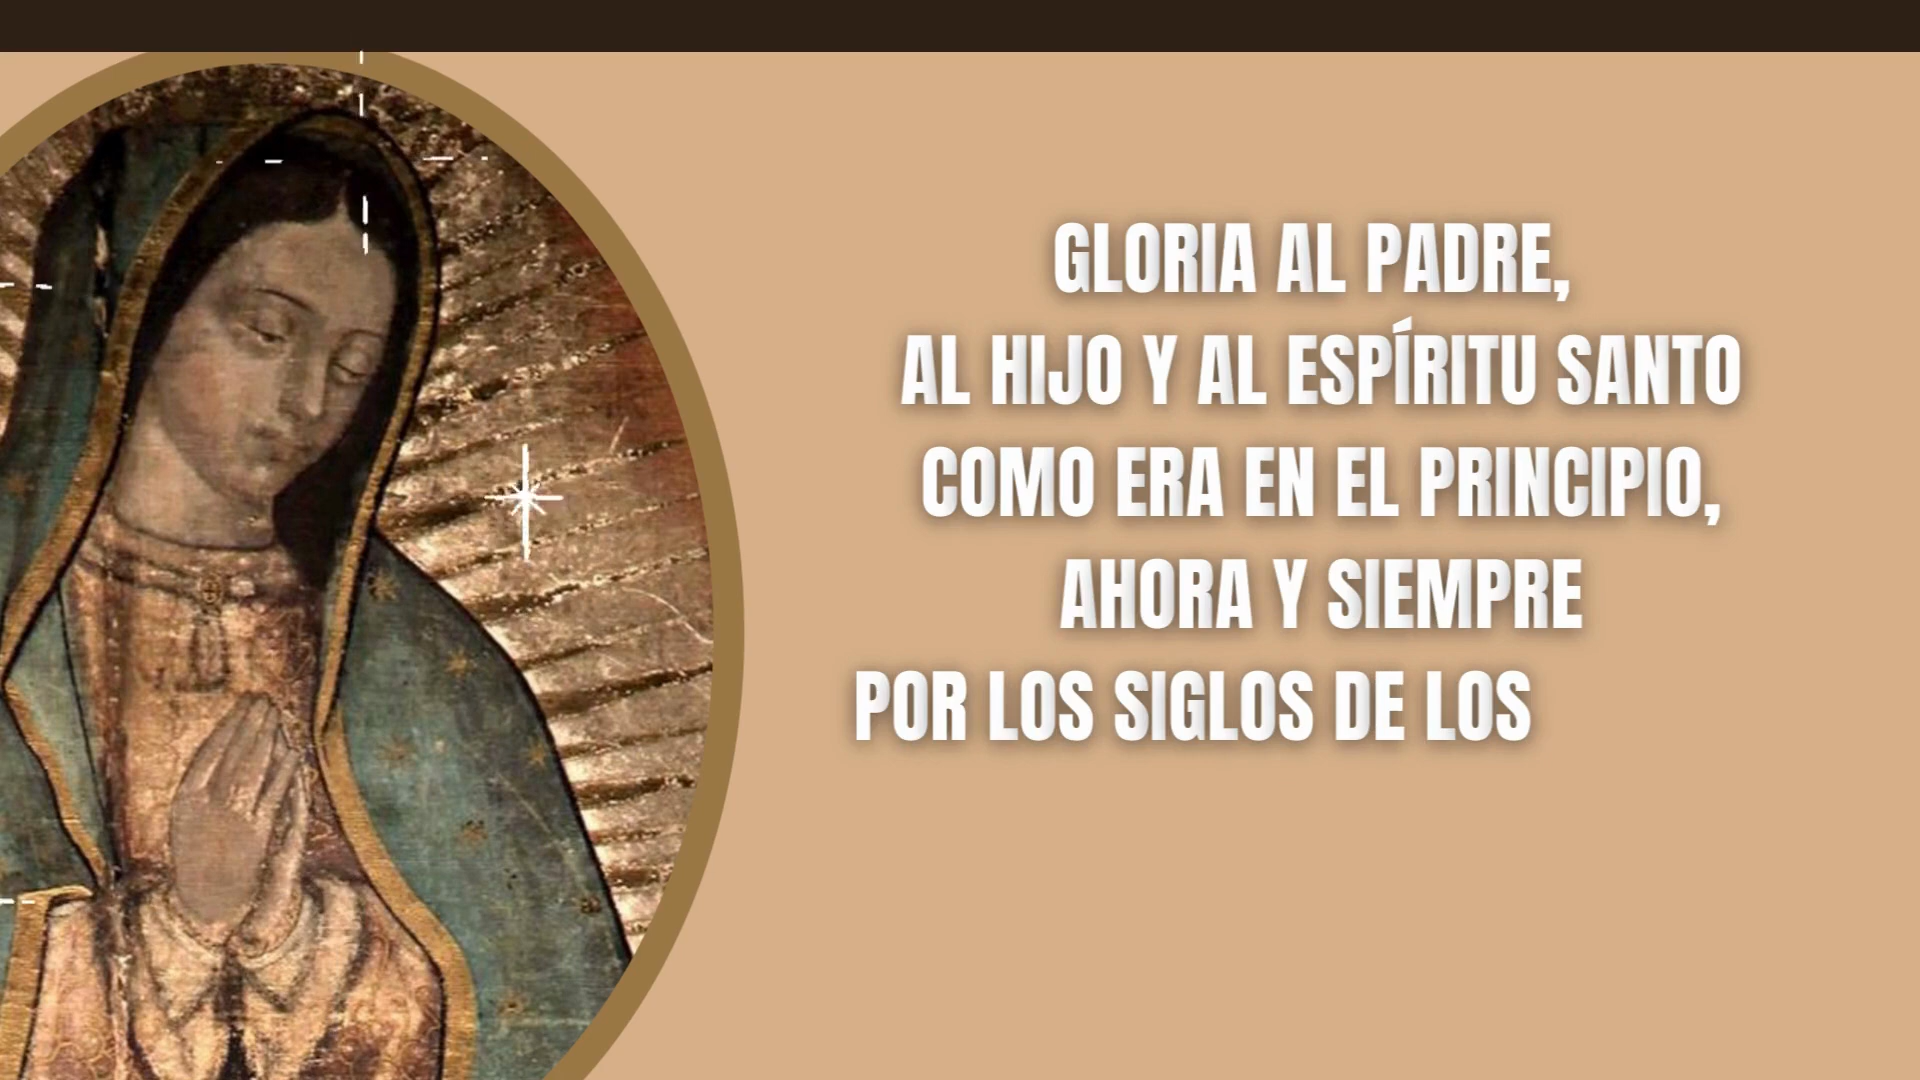 GLORIA AL PADRE,
AL HIJO Y AL ESPÍRITU SANTO
COMO ERA EN EL PRINCIPIO,
AHORA Y SIEMPRE
POR LOS SIGLOS DE LOS